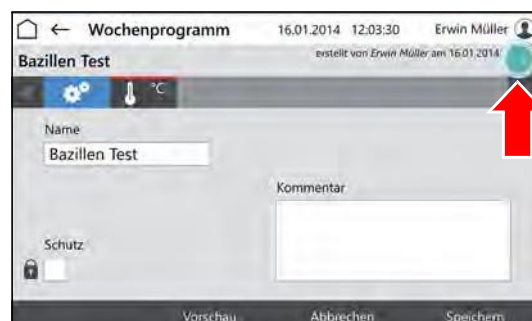 Wochenprogramm 16.01.2014 12:03:30 Erwin Müller
Bazillen Test erstellt von Erwin Müller am 16.01.2014
°C
Name
Bazillen Test
Kommentar
Schutz
Vorschau Abbrechen Speichern